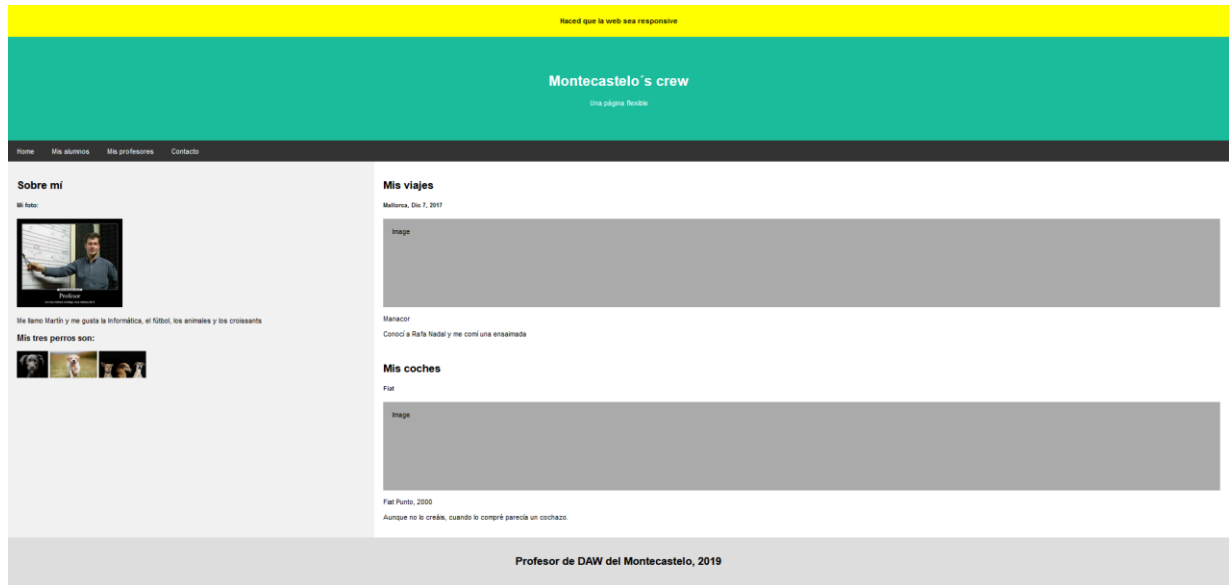 Haced que la web sea responsive
Montecastelo´s crew
Una página flexible
Home Mis alumnos Mis profesores Contacto
Sobre mí
Mi foto:
Profesor
Me llamo Martín y me gusta la Informática, el fútbol, los animales y los croissants
Mis tres perros son:
Mis viajes
Mallorca, Dic 7, 2017
Image
Manacor
Conocí a Rafa Nadal y me comí una ensaimada
Mis coches
Fiat
Image
Fiat Punto, 2000
Aunque no lo creáis, cuando lo compré parecía un cochazo.
Profesor de DAW del Montecastelo, 2019